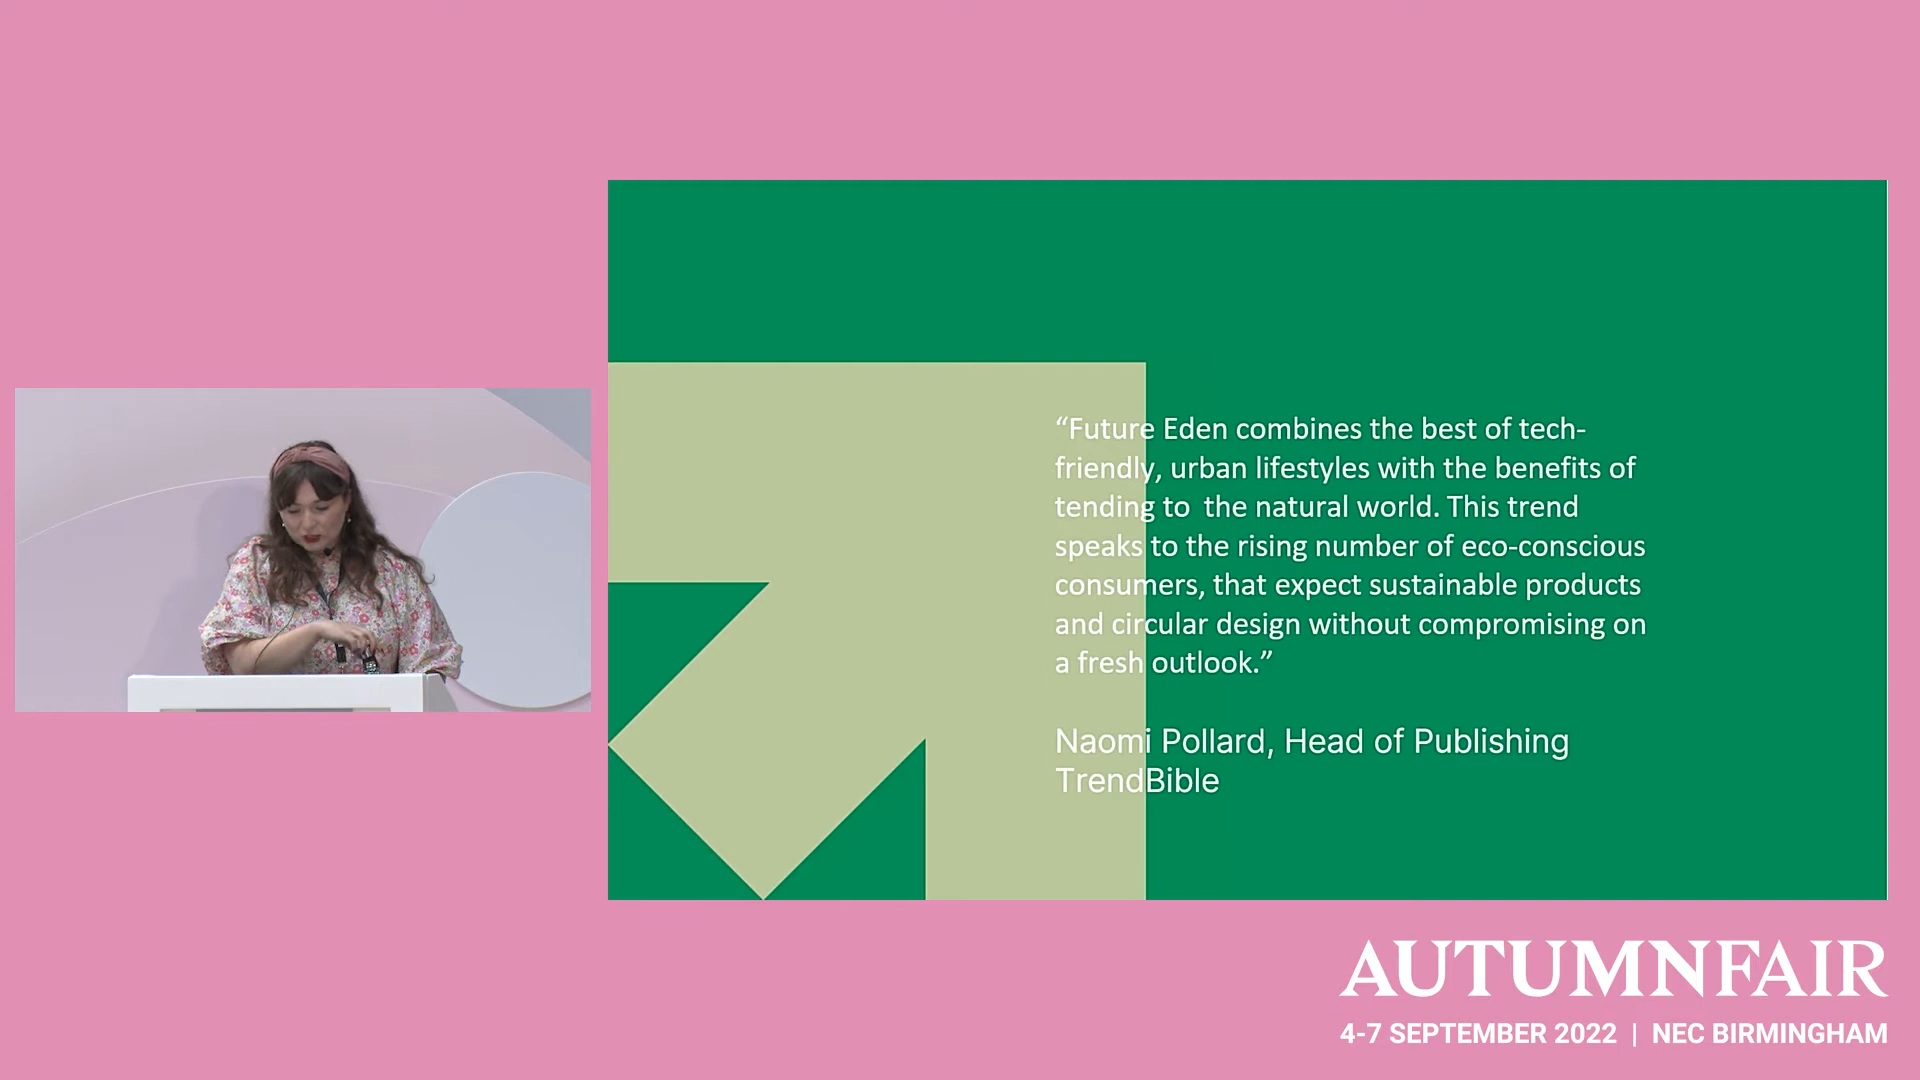 “Future Eden combines the best of tech-
friendly, urban lifestyles with the benefits of
tending to  the natural world. This trend
speaks to the rising number of eco-conscious
consumers, that expect sustainable products
and circular design without compromising on
a fresh outlook.”
Naomi Pollard, Head of Publishing
TrendBible
AUTUMNFAIR
4-7 SEPTEMBER 2022 | NEC BIRMINGHAM